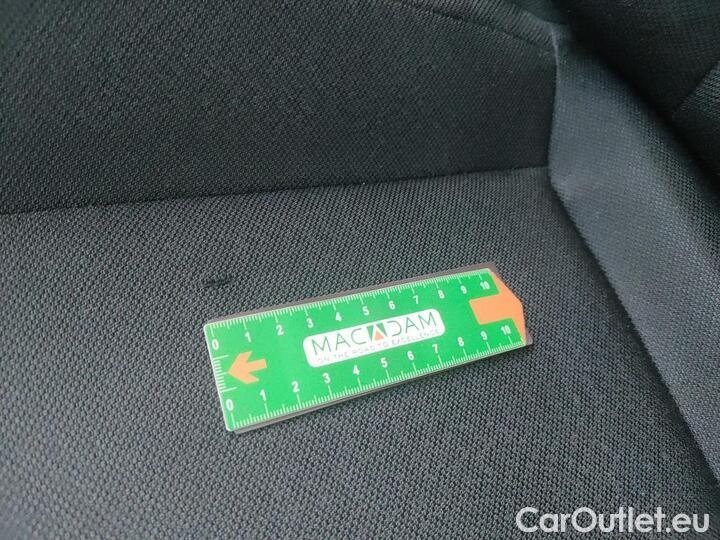 0 1 2 3 4 5 6 7 8 9 10
MACADAM
ON THE ROAD TO EXCELLENCE
0 1 2 3 4 5 6 7 8 9 10
CarOutlet.eu